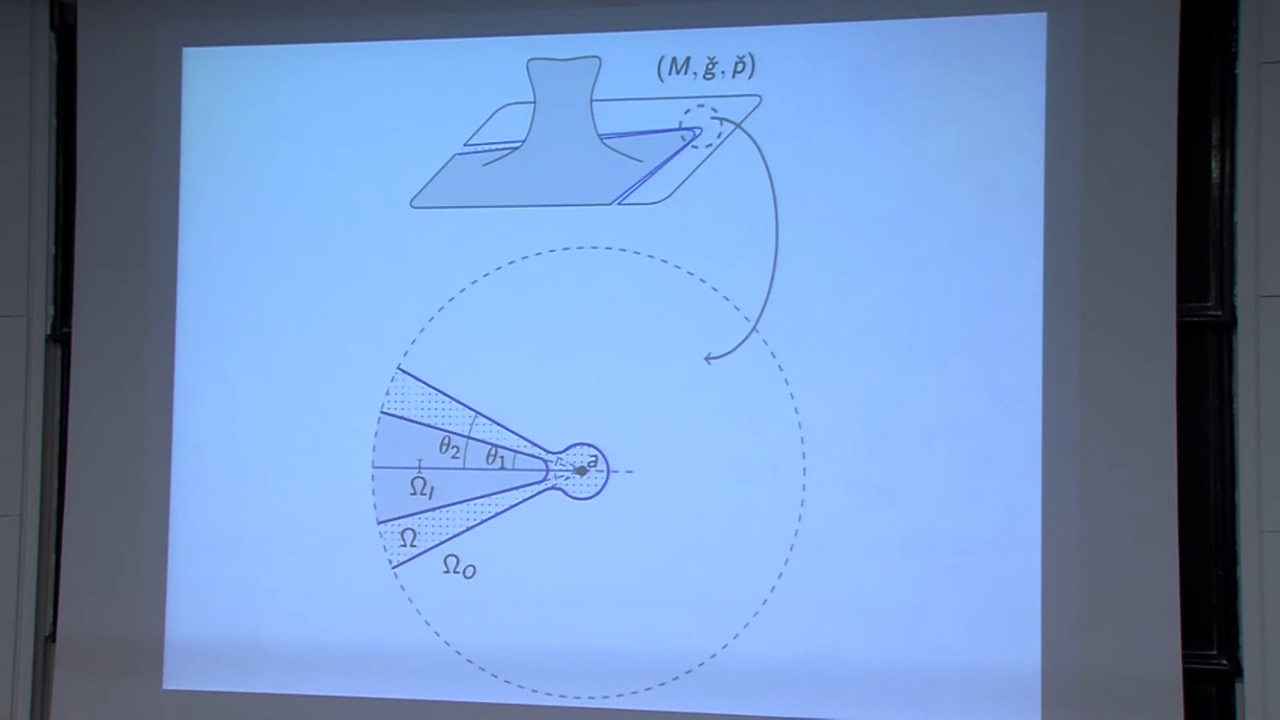 (M, ǧ, p̌)
a
θ₂ θ₁
Ω_I
Ω
Ω_O